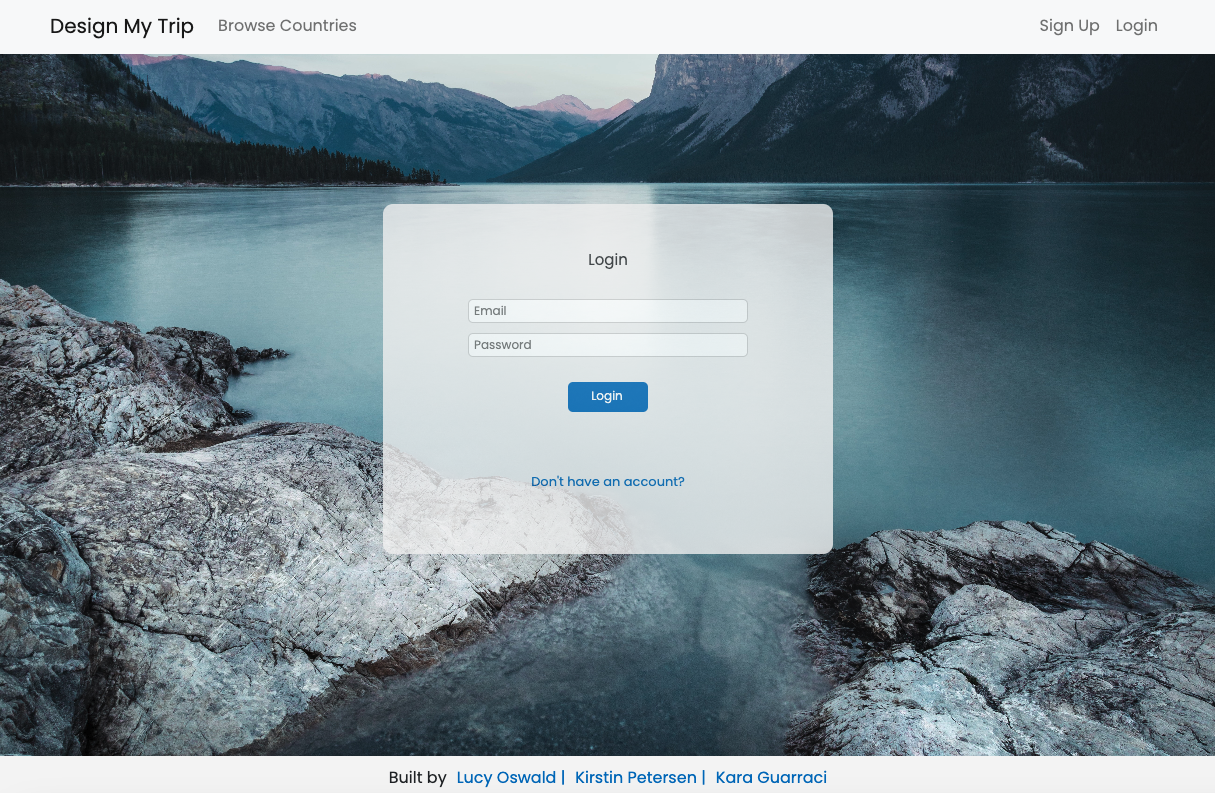 Design My Trip Browse Countries Sign Up Login
Login
Email
Password
Login
Don't have an account?
Built by Lucy Oswald | Kirstin Petersen | Kara Guarraci